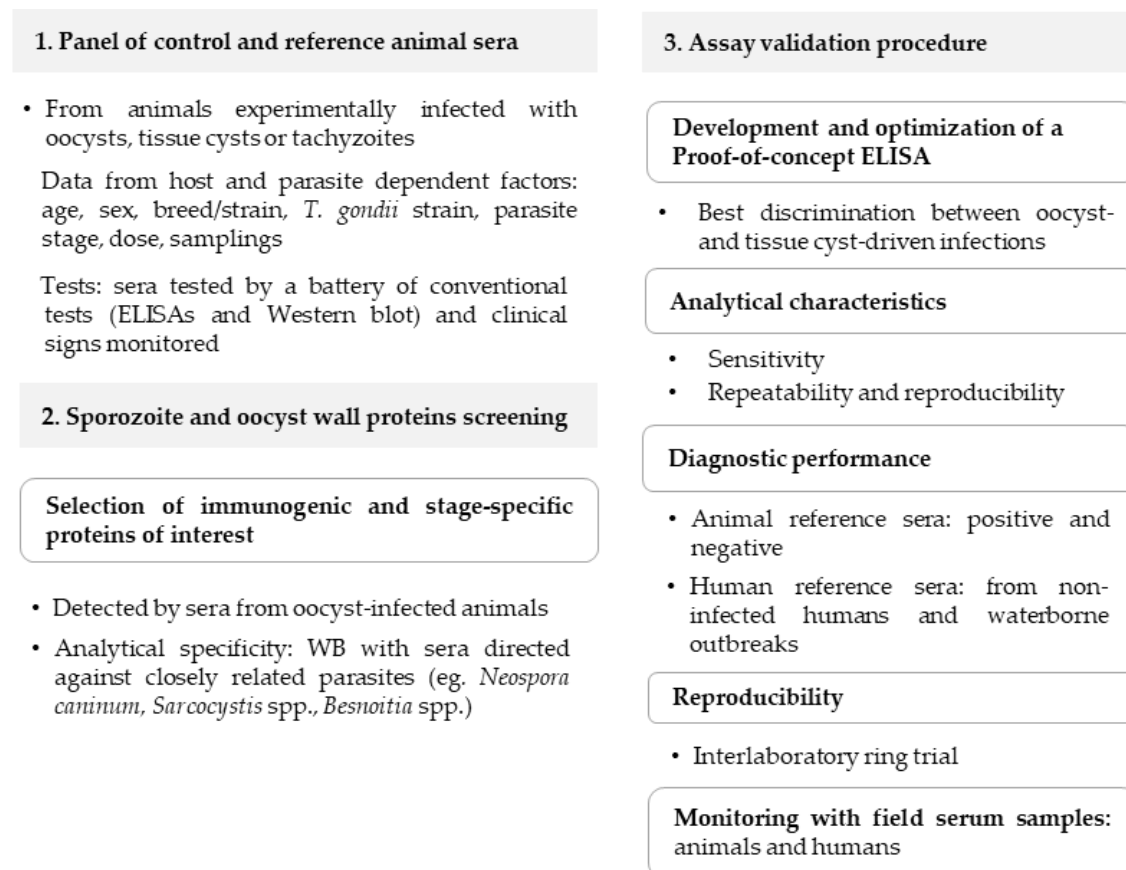 1. Panel of control and reference animal sera
• From animals experimentally infected with
oocysts, tissue cysts or tachyzoites
Data from host and parasite dependent factors:
age, sex, breed/strain, T. gondii strain, parasite
stage, dose, samplings
Tests: sera tested by a battery of conventional
tests (ELISAs and Western blot) and clinical
signs monitored
2. Sporozoite and oocyst wall proteins screening
Selection of immunogenic and stage-specific
proteins of interest
• Detected by sera from oocyst-infected animals
• Analytical specificity: WB with sera directed
against closely related parasites (eg. Neospora
caninum, Sarcocystis spp., Besnoitia spp.)
3. Assay validation procedure
Development and optimization of a
Proof-of-concept ELISA
• Best discrimination between oocyst-
and tissue cyst-driven infections
Analytical characteristics
• Sensitivity
• Repeatability and reproducibility
Diagnostic performance
• Animal reference sera: positive and
negative
• Human reference sera: from non-
infected humans and waterborne
outbreaks
Reproducibility
• Interlaboratory ring trial
Monitoring with field serum samples:
animals and humans